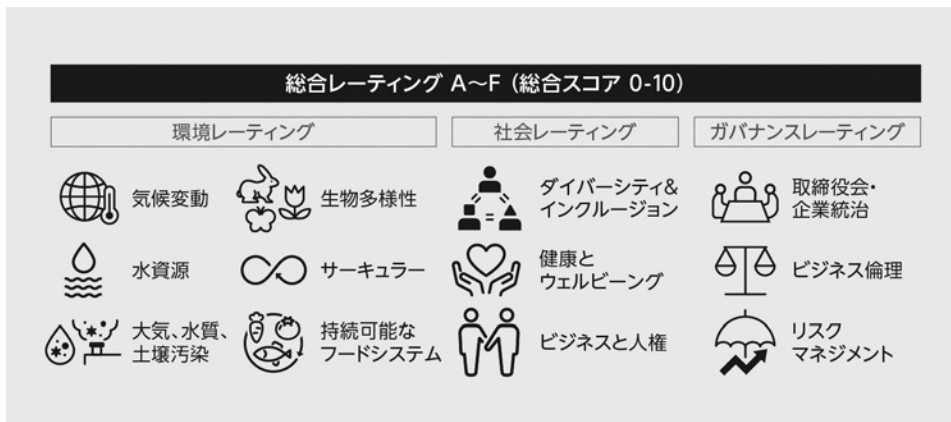 総合レーティング A～F（総合スコア 0-10）
環境レーティング
気候変動
生物多様性
水資源
サーキュラー
大気、水質、
土壌汚染
持続可能な
フードシステム
社会レーティング
ダイバーシティ&
インクルージョン
健康と
ウェルビーング
ビジネスと人権
ガバナンスレーティング
取締役会・
企業統治
ビジネス倫理
リスク
マネジメント